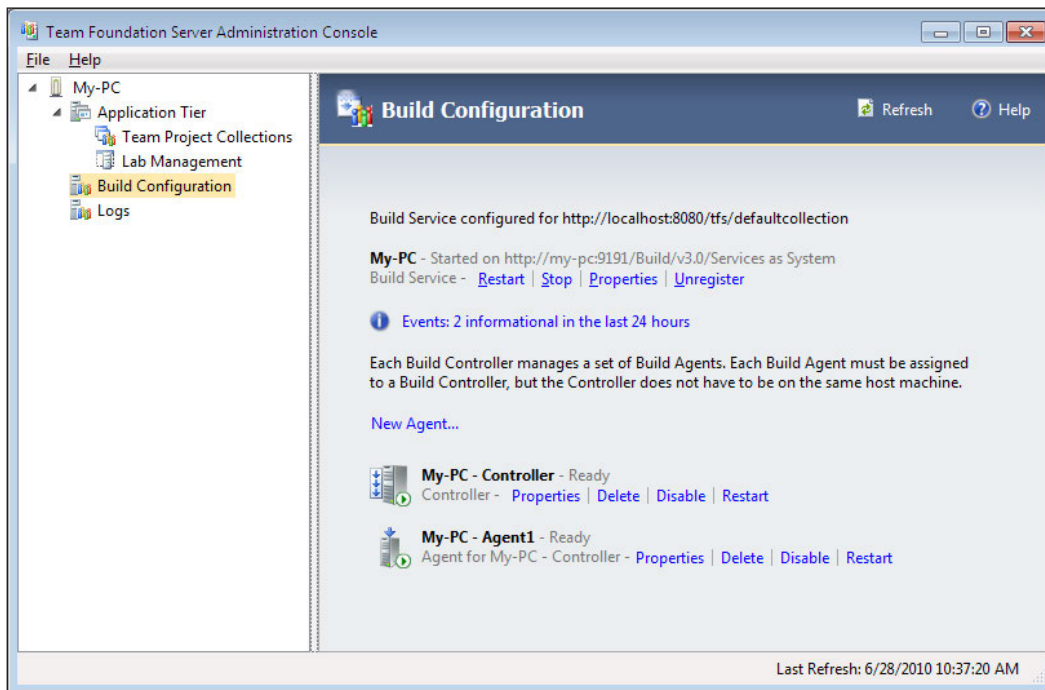 Team Foundation Server Administration Console
File Help
My-PC
Application Tier
Team Project Collections
Lab Management
Build Configuration
Logs
Build Configuration
Refresh
Help
Build Service configured for http://localhost:8080/tfs/defaultcollection
My-PC - Started on http://my-pc:9191/Build/v3.0/Services as System
Build Service - Restart | Stop | Properties | Unregister
Events: 2 informational in the last 24 hours
Each Build Controller manages a set of Build Agents. Each Build Agent must be assigned
to a Build Controller, but the Controller does not have to be on the same host machine.
New Agent...
My-PC - Controller - Ready
Controller - Properties | Delete | Disable | Restart
My-PC - Agent1 - Ready
Agent for My-PC - Controller - Properties | Delete | Disable | Restart
Last Refresh: 6/28/2010 10:37:20 AM